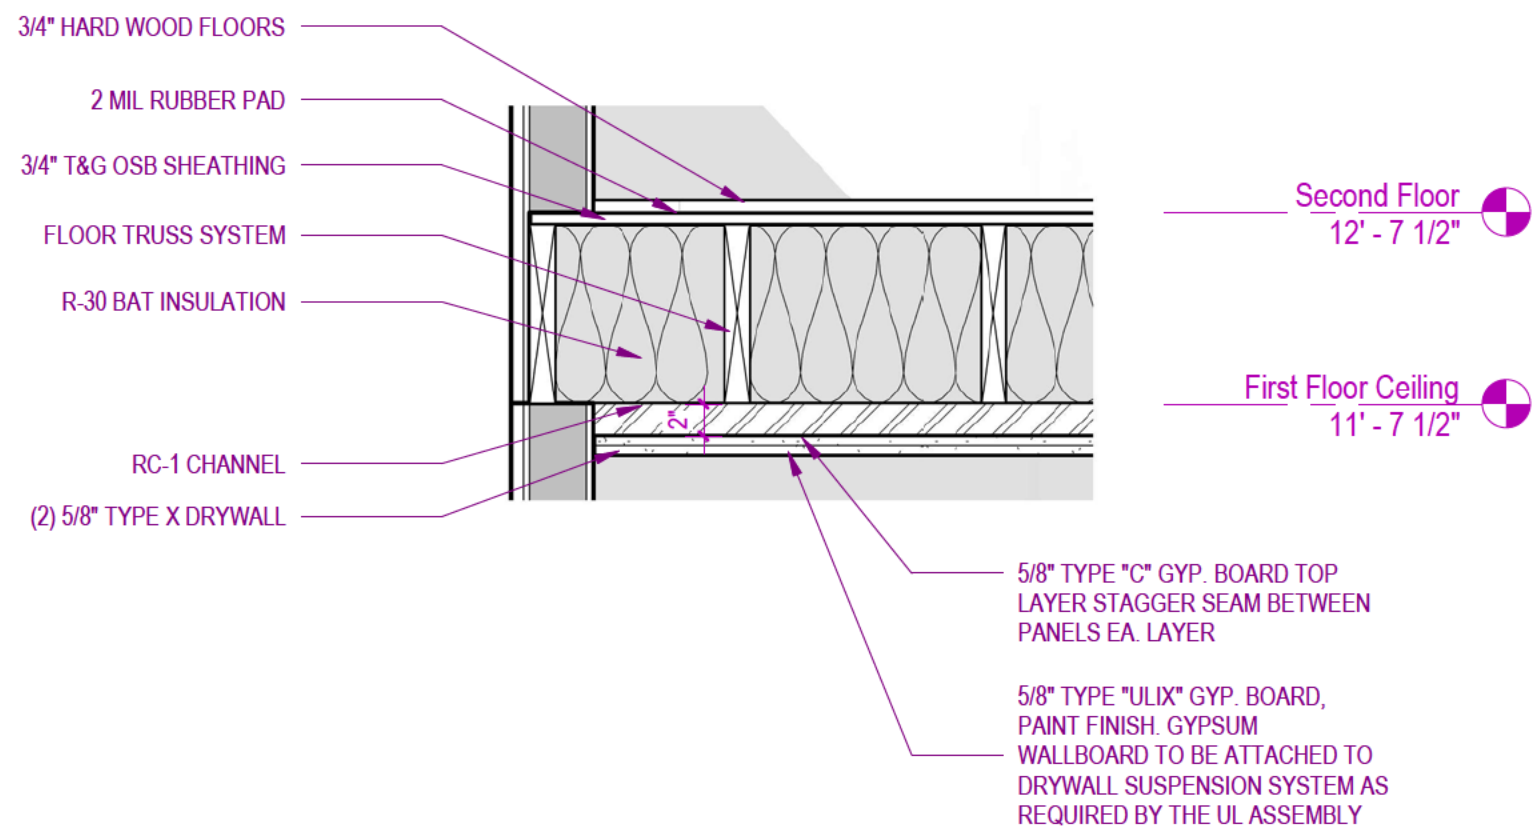 3/4" HARD WOOD FLOORS
2 MIL RUBBER PAD
3/4" T&G OSB SHEATHING
FLOOR TRUSS SYSTEM
R-30 BAT INSULATION
RC-1 CHANNEL
(2) 5/8" TYPE X DRYWALL
2"
Second Floor
12' - 7 1/2"
First Floor Ceiling
11' - 7 1/2"
5/8" TYPE "C" GYP. BOARD TOP
LAYER STAGGER SEAM BETWEEN
PANELS EA. LAYER
5/8" TYPE "ULIX" GYP. BOARD,
PAINT FINISH. GYPSUM
WALLBOARD TO BE ATTACHED TO
DRYWALL SUSPENSION SYSTEM AS
REQUIRED BY THE UL ASSEMBLY